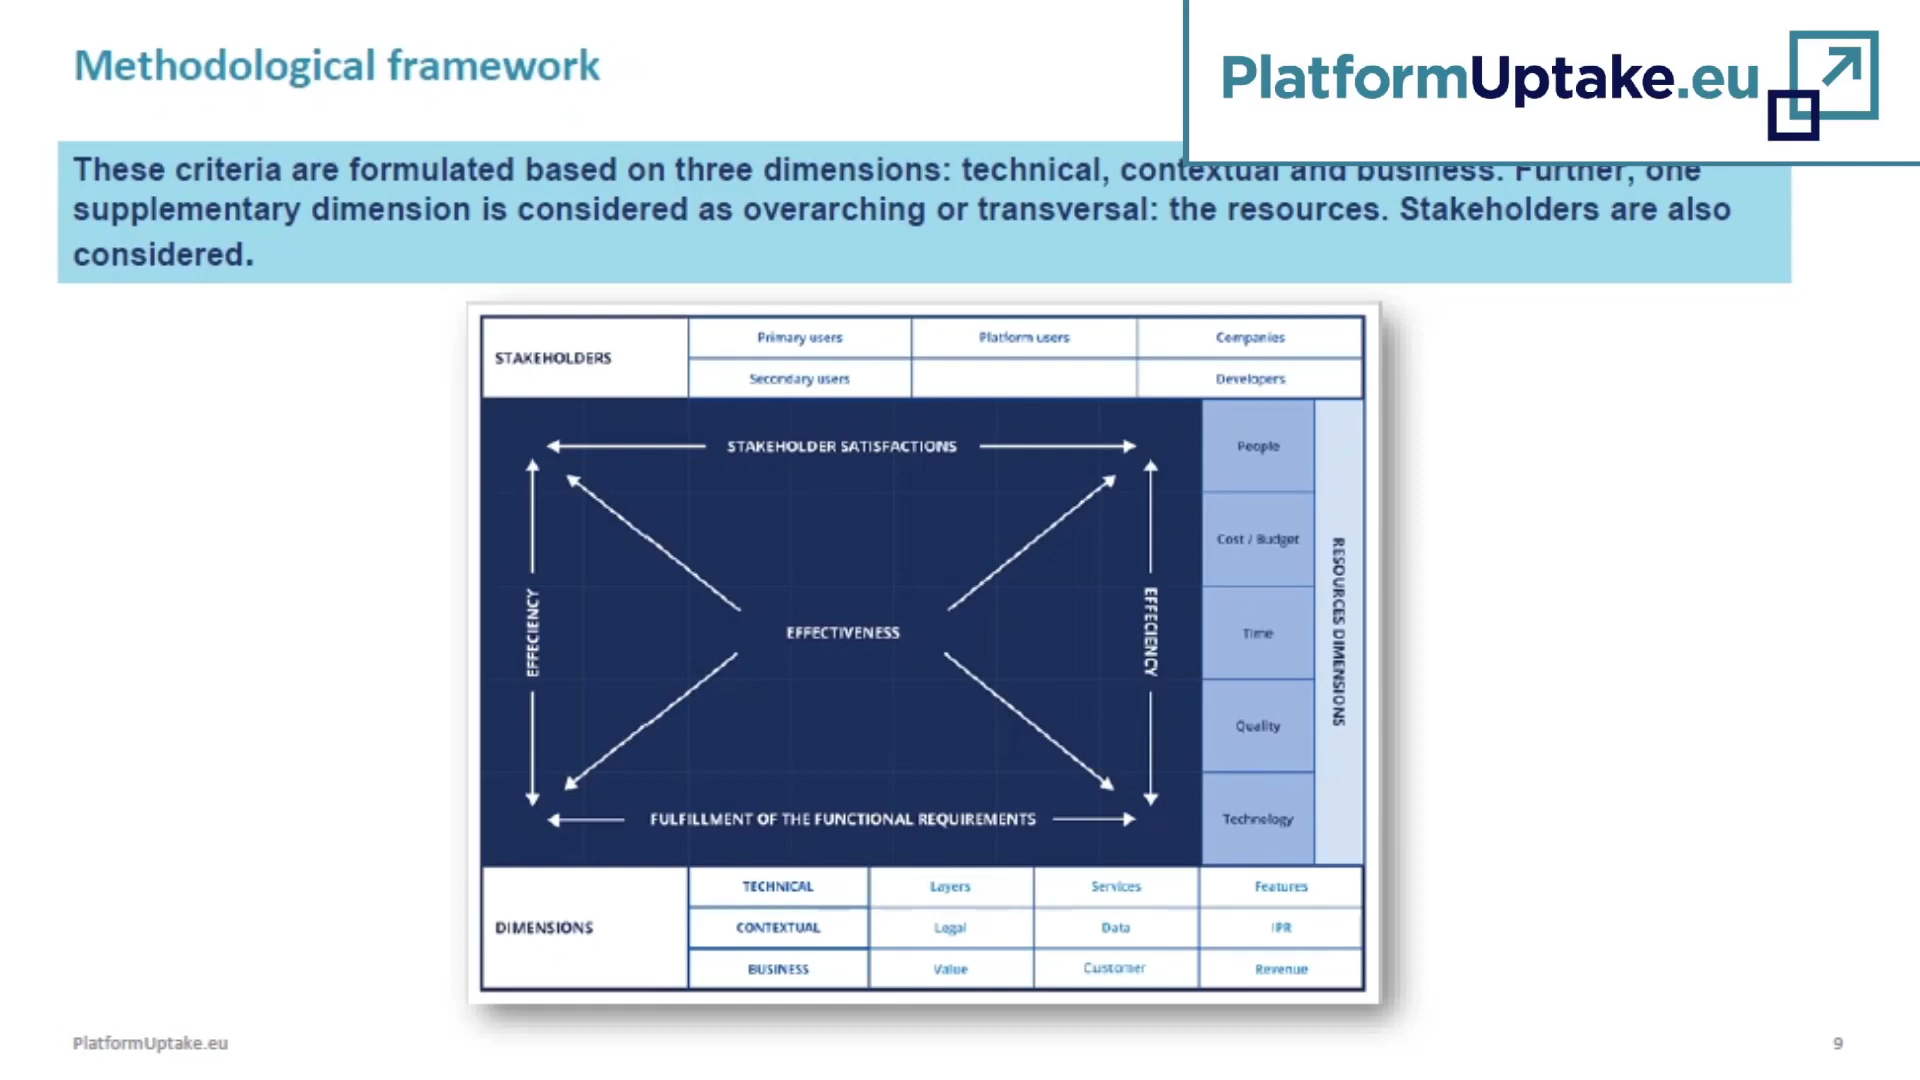 Methodological framework
PlatformUptake.eu
These criteria are formulated based on three dimensions: technical, contextual and business. Further, one
supplementary dimension is considered as overarching or transversal: the resources. Stakeholders are also
considered.
STAKEHOLDERS
Primary users
Platform users
Companies
Secondary users
Developers
STAKEHOLDER SATISFACTIONS
EFFECIENCY
EFFECTIVENESS
EFFECIENCY
FULFILLMENT OF THE FUNCTIONAL REQUIREMENTS
People
Cost / Budget
Time
Quality
Technology
RESOURCES DIMENSIONS
DIMENSIONS
TECHNICAL
Layers
Services
Features
CONTEXTUAL
Legal
Data
IPR
BUSINESS
Value
Customer
Revenue
PlatformUptake.eu
9